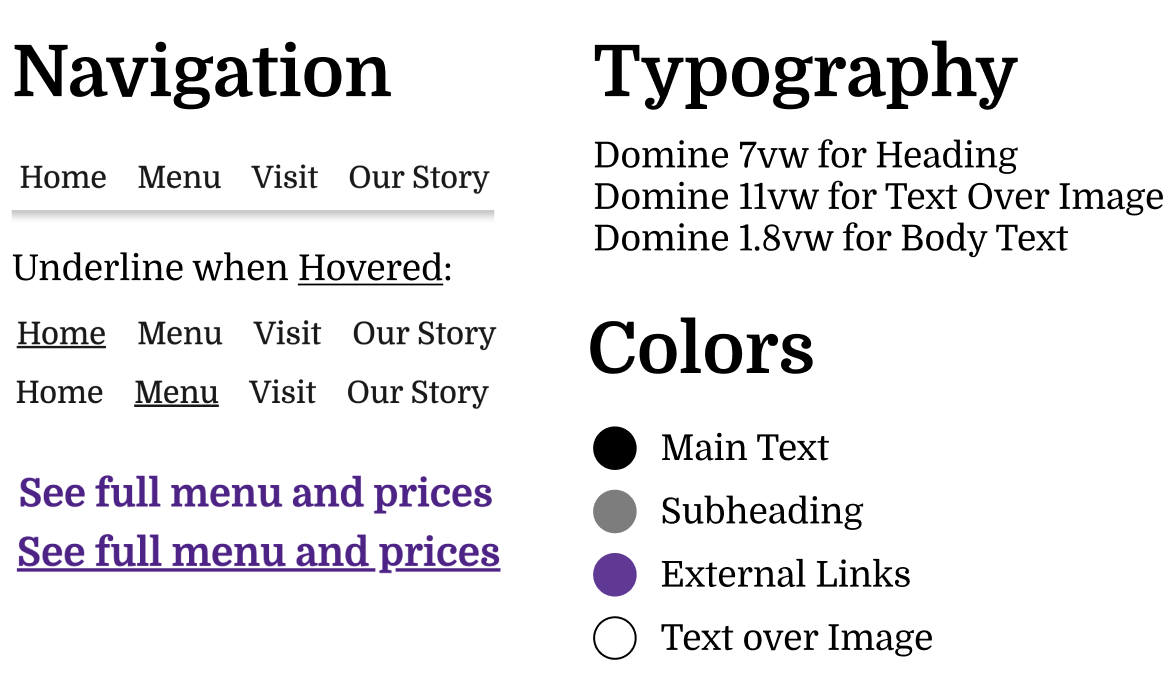 Navigation
Home Menu Visit Our Story
Underline when Hovered:
Home Menu Visit Our Story
Home Menu Visit Our Story
See full menu and prices
See full menu and prices
Typography
Domine 7vw for Heading
Domine 11vw for Text Over Image
Domine 1.8vw for Body Text
Colors
Main Text
Subheading
External Links
Text over Image